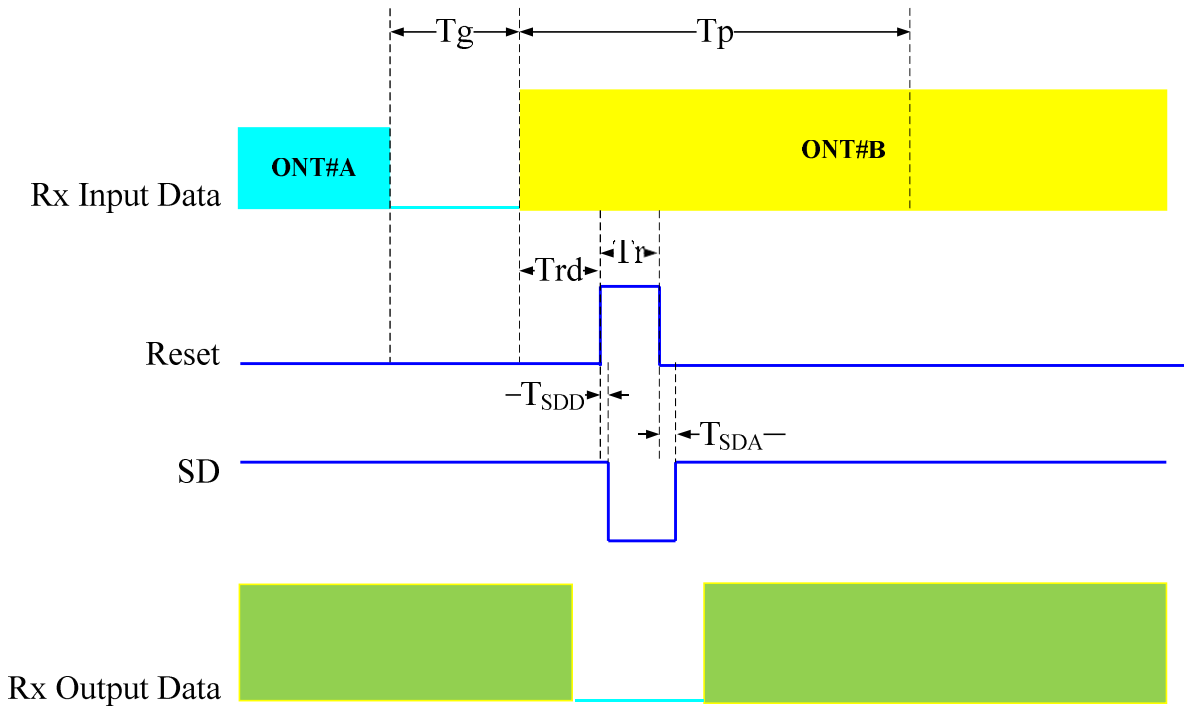 Tg
Tp
ONT#A
ONT#B
Rx Input Data
Tr
Trd
Reset
TSDD
TSDA
SD
Rx Output Data